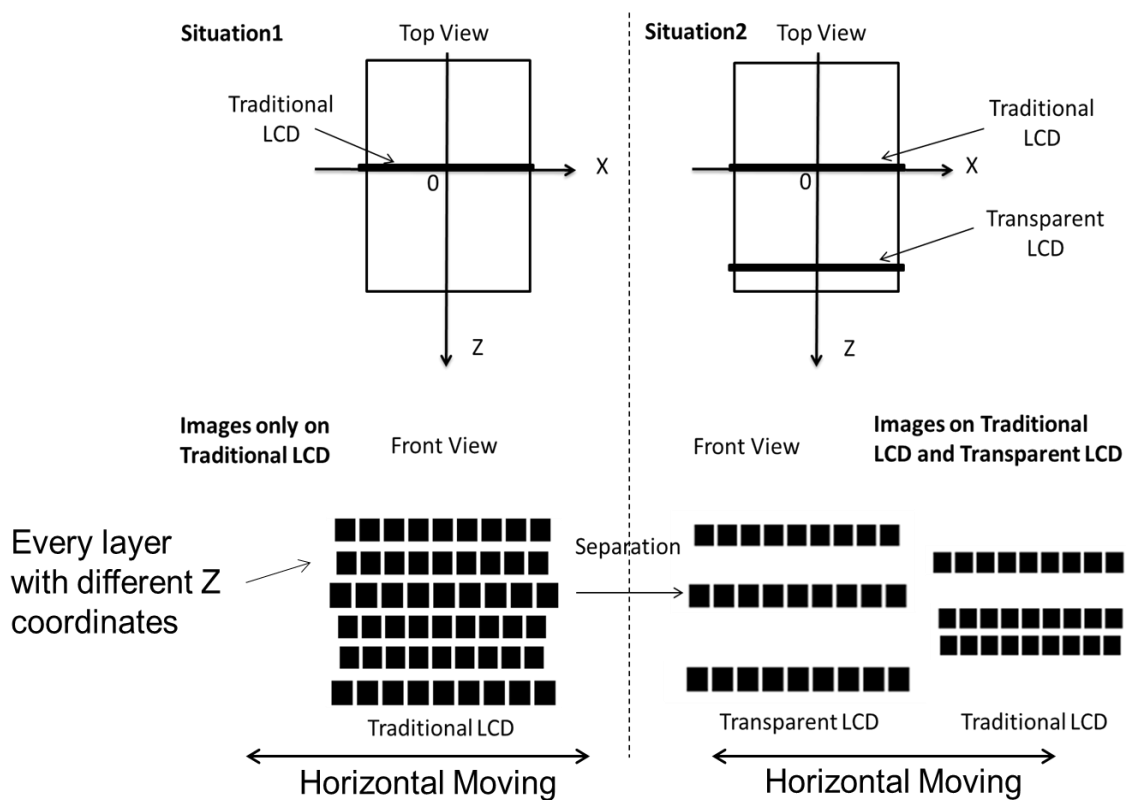 Situation1
Top View
Traditional
LCD
0
X
Z
Situation2
Top View
Traditional
LCD
0
X
Transparent
LCD
Z
Images only on
Traditional LCD
Front View
Every layer
with different Z
coordinates
Traditional LCD
Horizontal Moving
Separation
Front View
Images on Traditional
LCD and Transparent LCD
Transparent LCD
Traditional LCD
Horizontal Moving